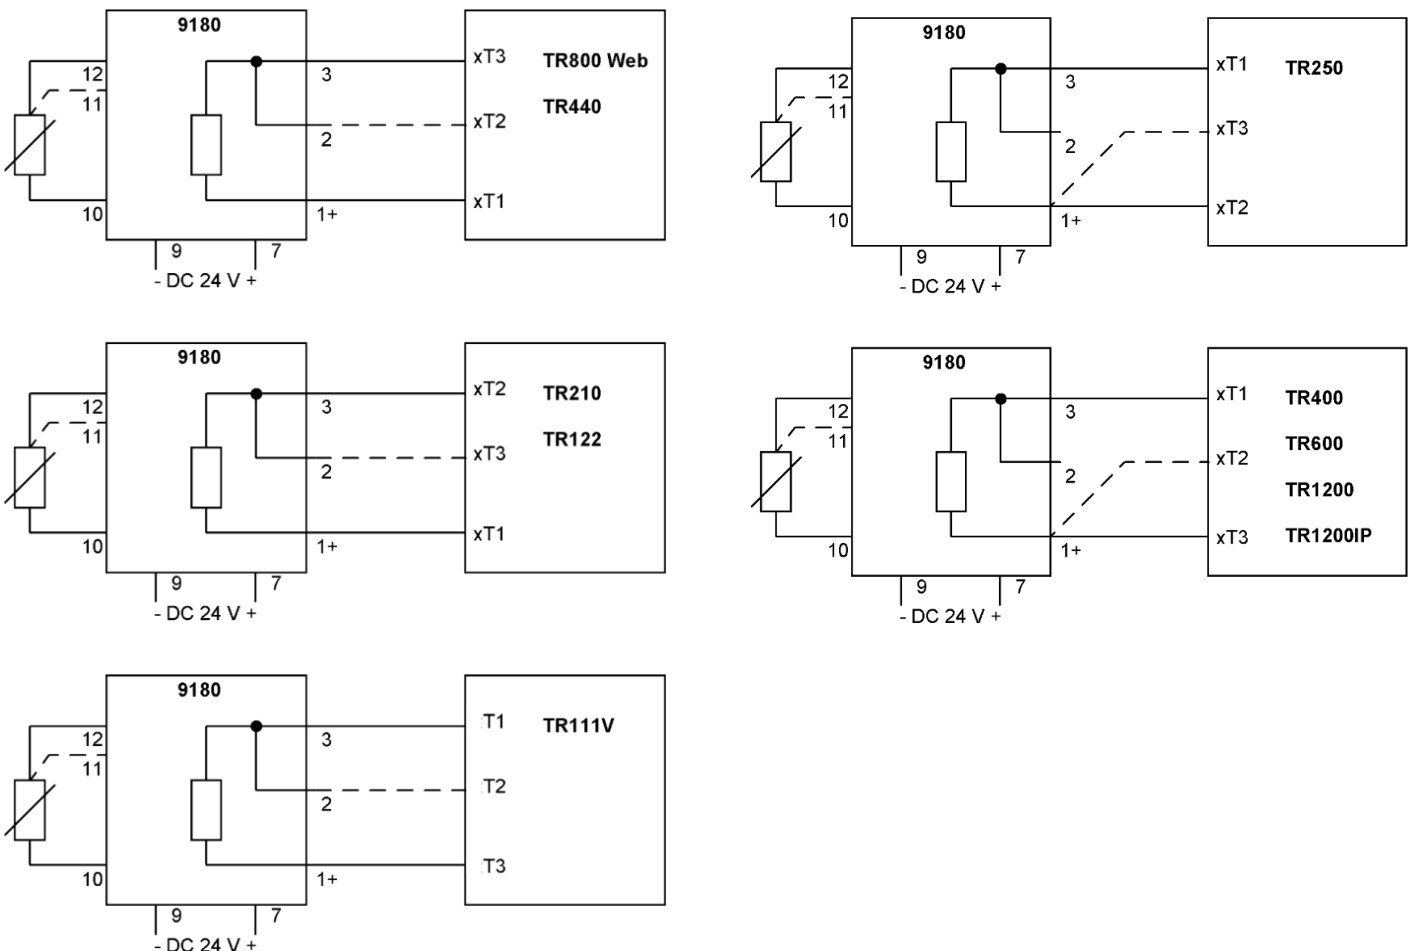 9180
12
11
10
3
2
1+
9
7
- DC 24 V +
xT3
xT2
xT1
TR800 Web
TR440
9180
12
11
10
3
2
1+
9
7
- DC 24 V +
xT1
xT3
xT2
TR250
9180
12
11
10
3
2
1+
9
7
- DC 24 V +
xT2
xT3
xT1
TR210
TR122
9180
12
11
10
3
2
1+
9
7
- DC 24 V +
xT1
xT2
xT3
TR400
TR600
TR1200
TR1200IP
9180
12
11
10
3
2
1+
9
7
- DC 24 V +
T1
T2
T3
TR111V